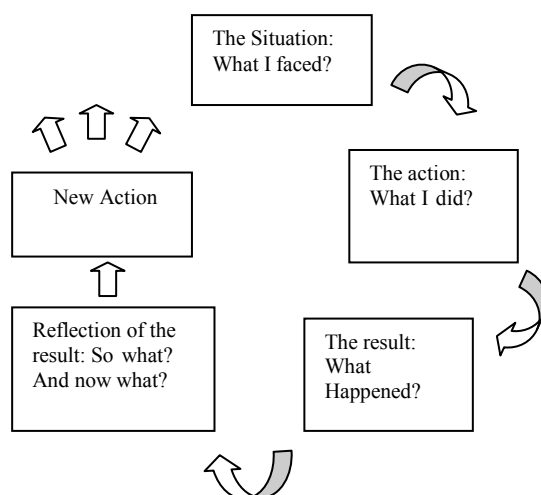 The Situation:
What I faced?
The action:
What I did?
The result:
What
Happened?
Reflection of the
result: So what?
And now what?
New Action